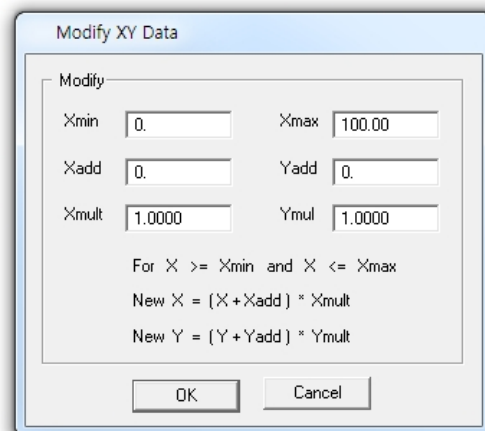 Modify XY Data
Modify
Xmin 0. Xmax 100.00
Xadd 0. Yadd 0.
Xmult 1.0000 Ymul 1.0000
For X >= Xmin and X <= Xmax
New X = (X+Xadd) * Xmult
New Y = (Y+Yadd) * Ymult
OK Cancel